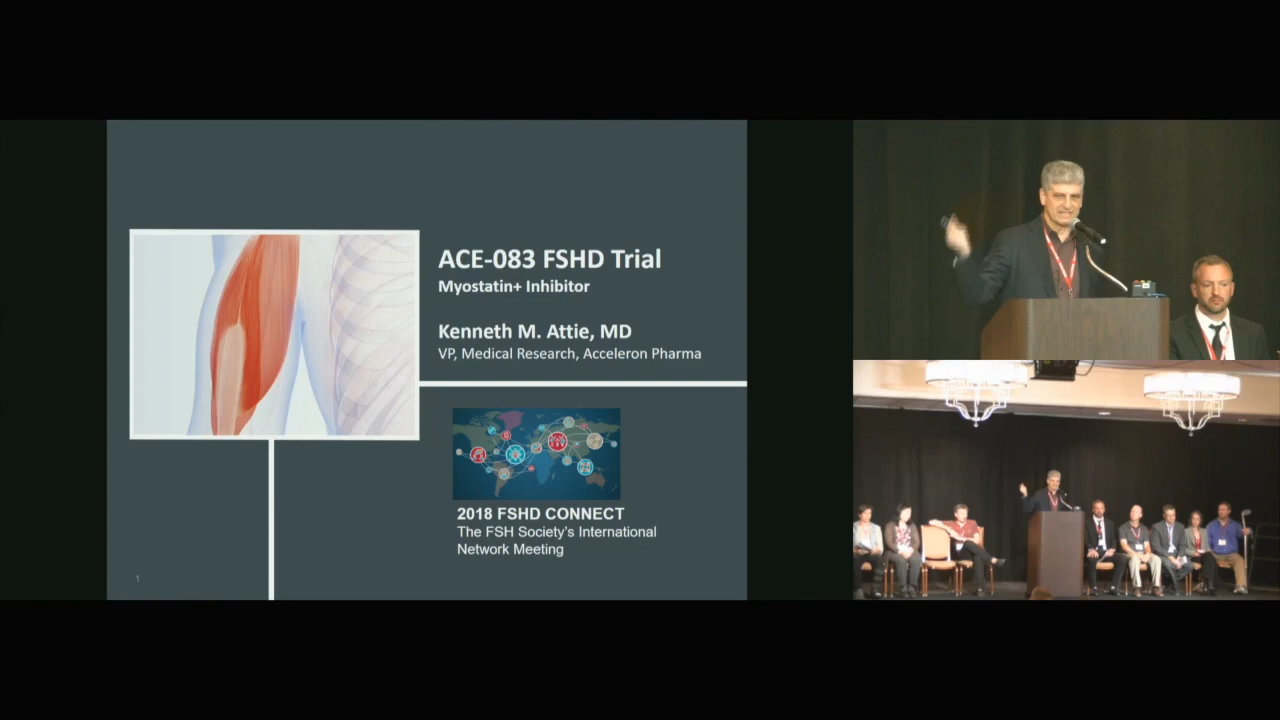 ACE-083 FSHD Trial
Myostatin+ Inhibitor
Kenneth M. Attie, MD
VP, Medical Research, Acceleron Pharma
2018 FSHD CONNECT
The FSH Society's International
Network Meeting
1